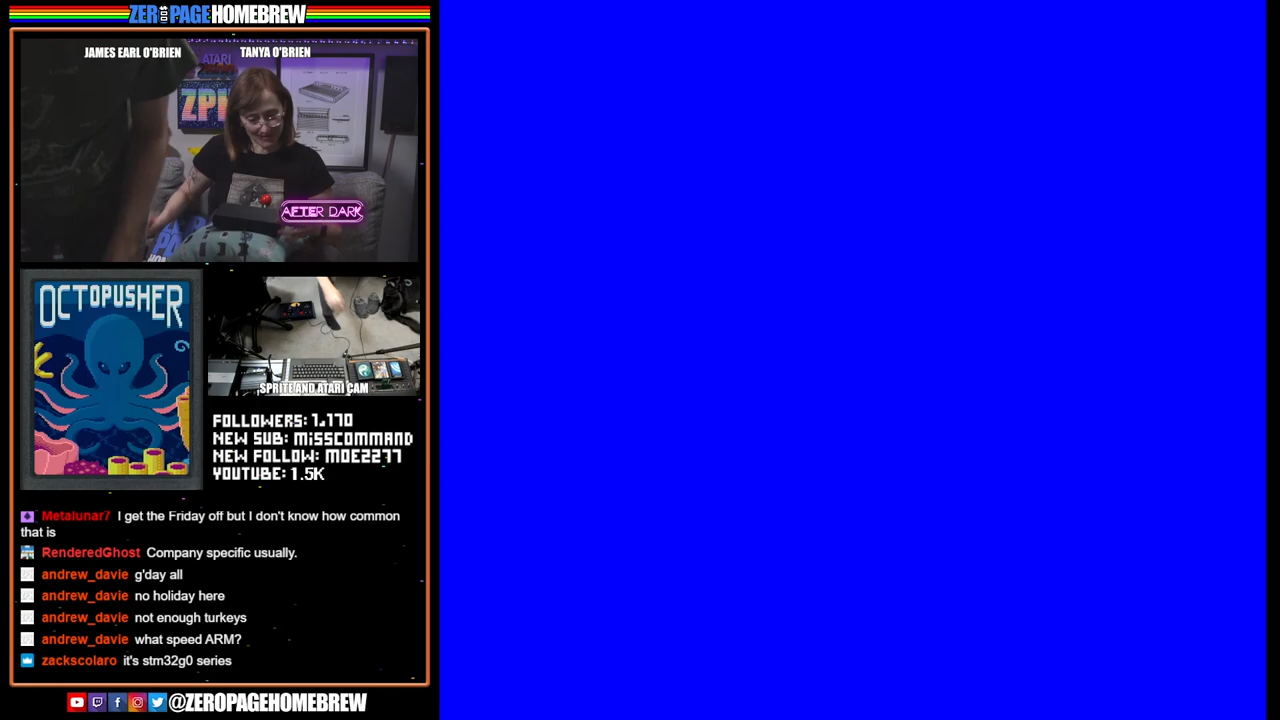 ZEROPAGEHOMEBREW
JAMES EARL O'BRIEN
TANYA O'BRIEN
ATARI
AFTER DARK
OCTOPUSHER
SPRITE AND ATARI CAM
FOLLOWERS: 1,170
NEW SUB: MISSCOMMAND
NEW FOLLOW: MOE2277
YOUTUBE: 1.5K
Metalunar7 I get the Friday off but I don't know how common
that is
RenderedGhost Company specific usually.
andrew_davie g'day all
andrew_davie no holiday here
andrew_davie not enough turkeys
andrew_davie what speed ARM?
zackscolaro it's stm32g0 series
@ZEROPAGEHOMEBREW